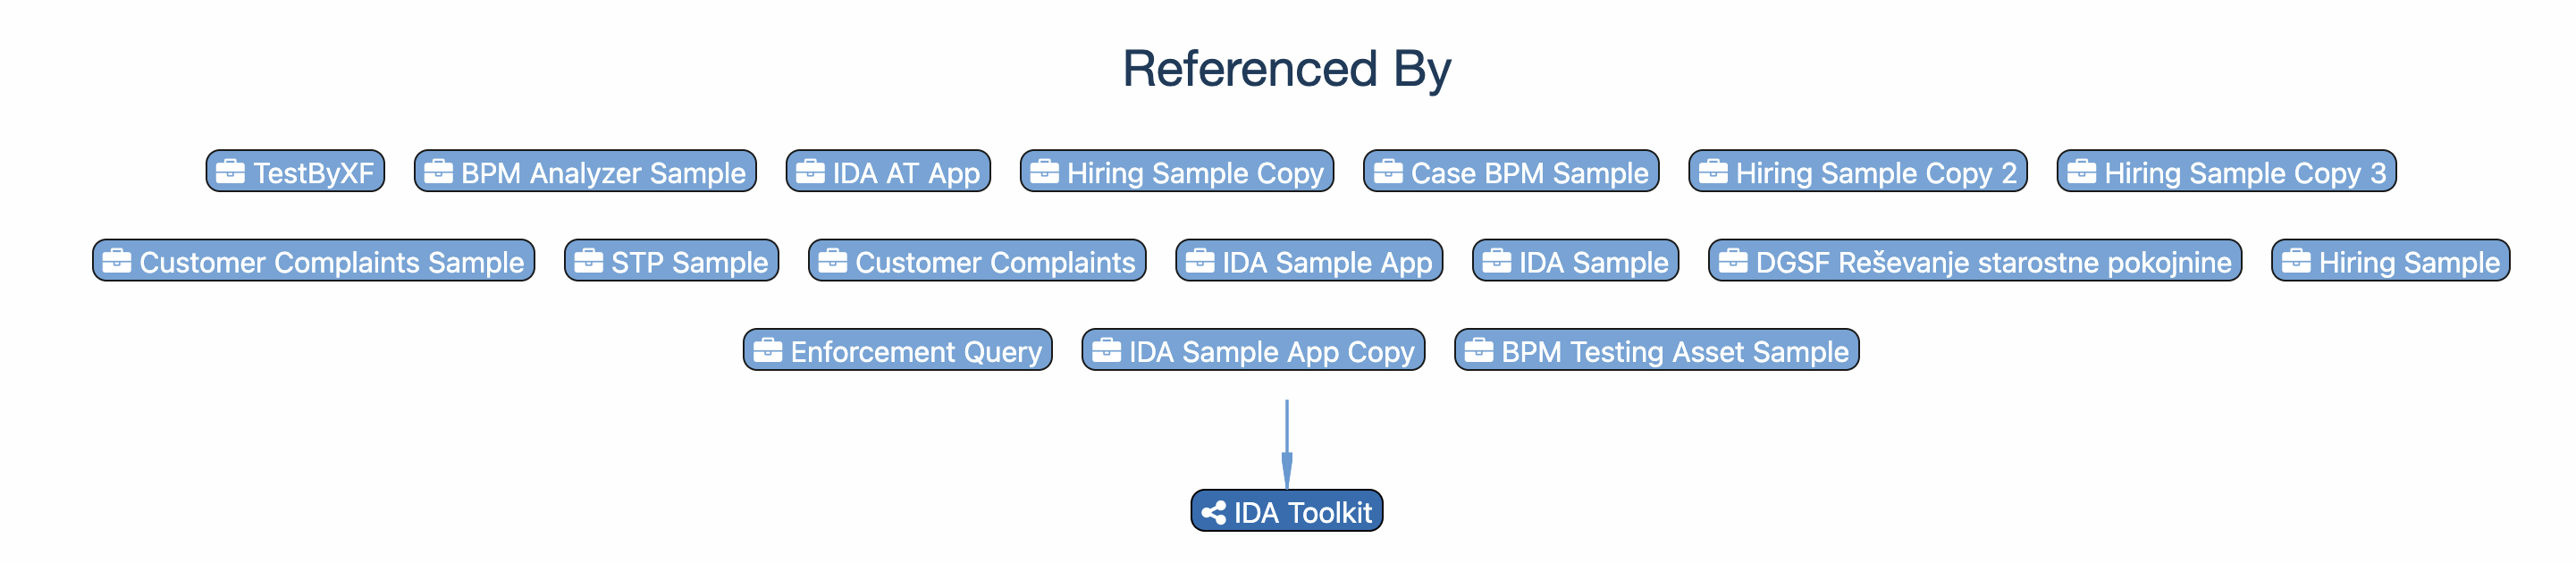 Referenced By
TestByXF BPM Analyzer Sample IDA AT App Hiring Sample Copy Case BPM Sample Hiring Sample Copy 2 Hiring Sample Copy 3
Customer Complaints Sample STP Sample Customer Complaints IDA Sample App IDA Sample DGSF Reševanje starostne pokojnine Hiring Sample
Enforcement Query IDA Sample App Copy BPM Testing Asset Sample
IDA Toolkit